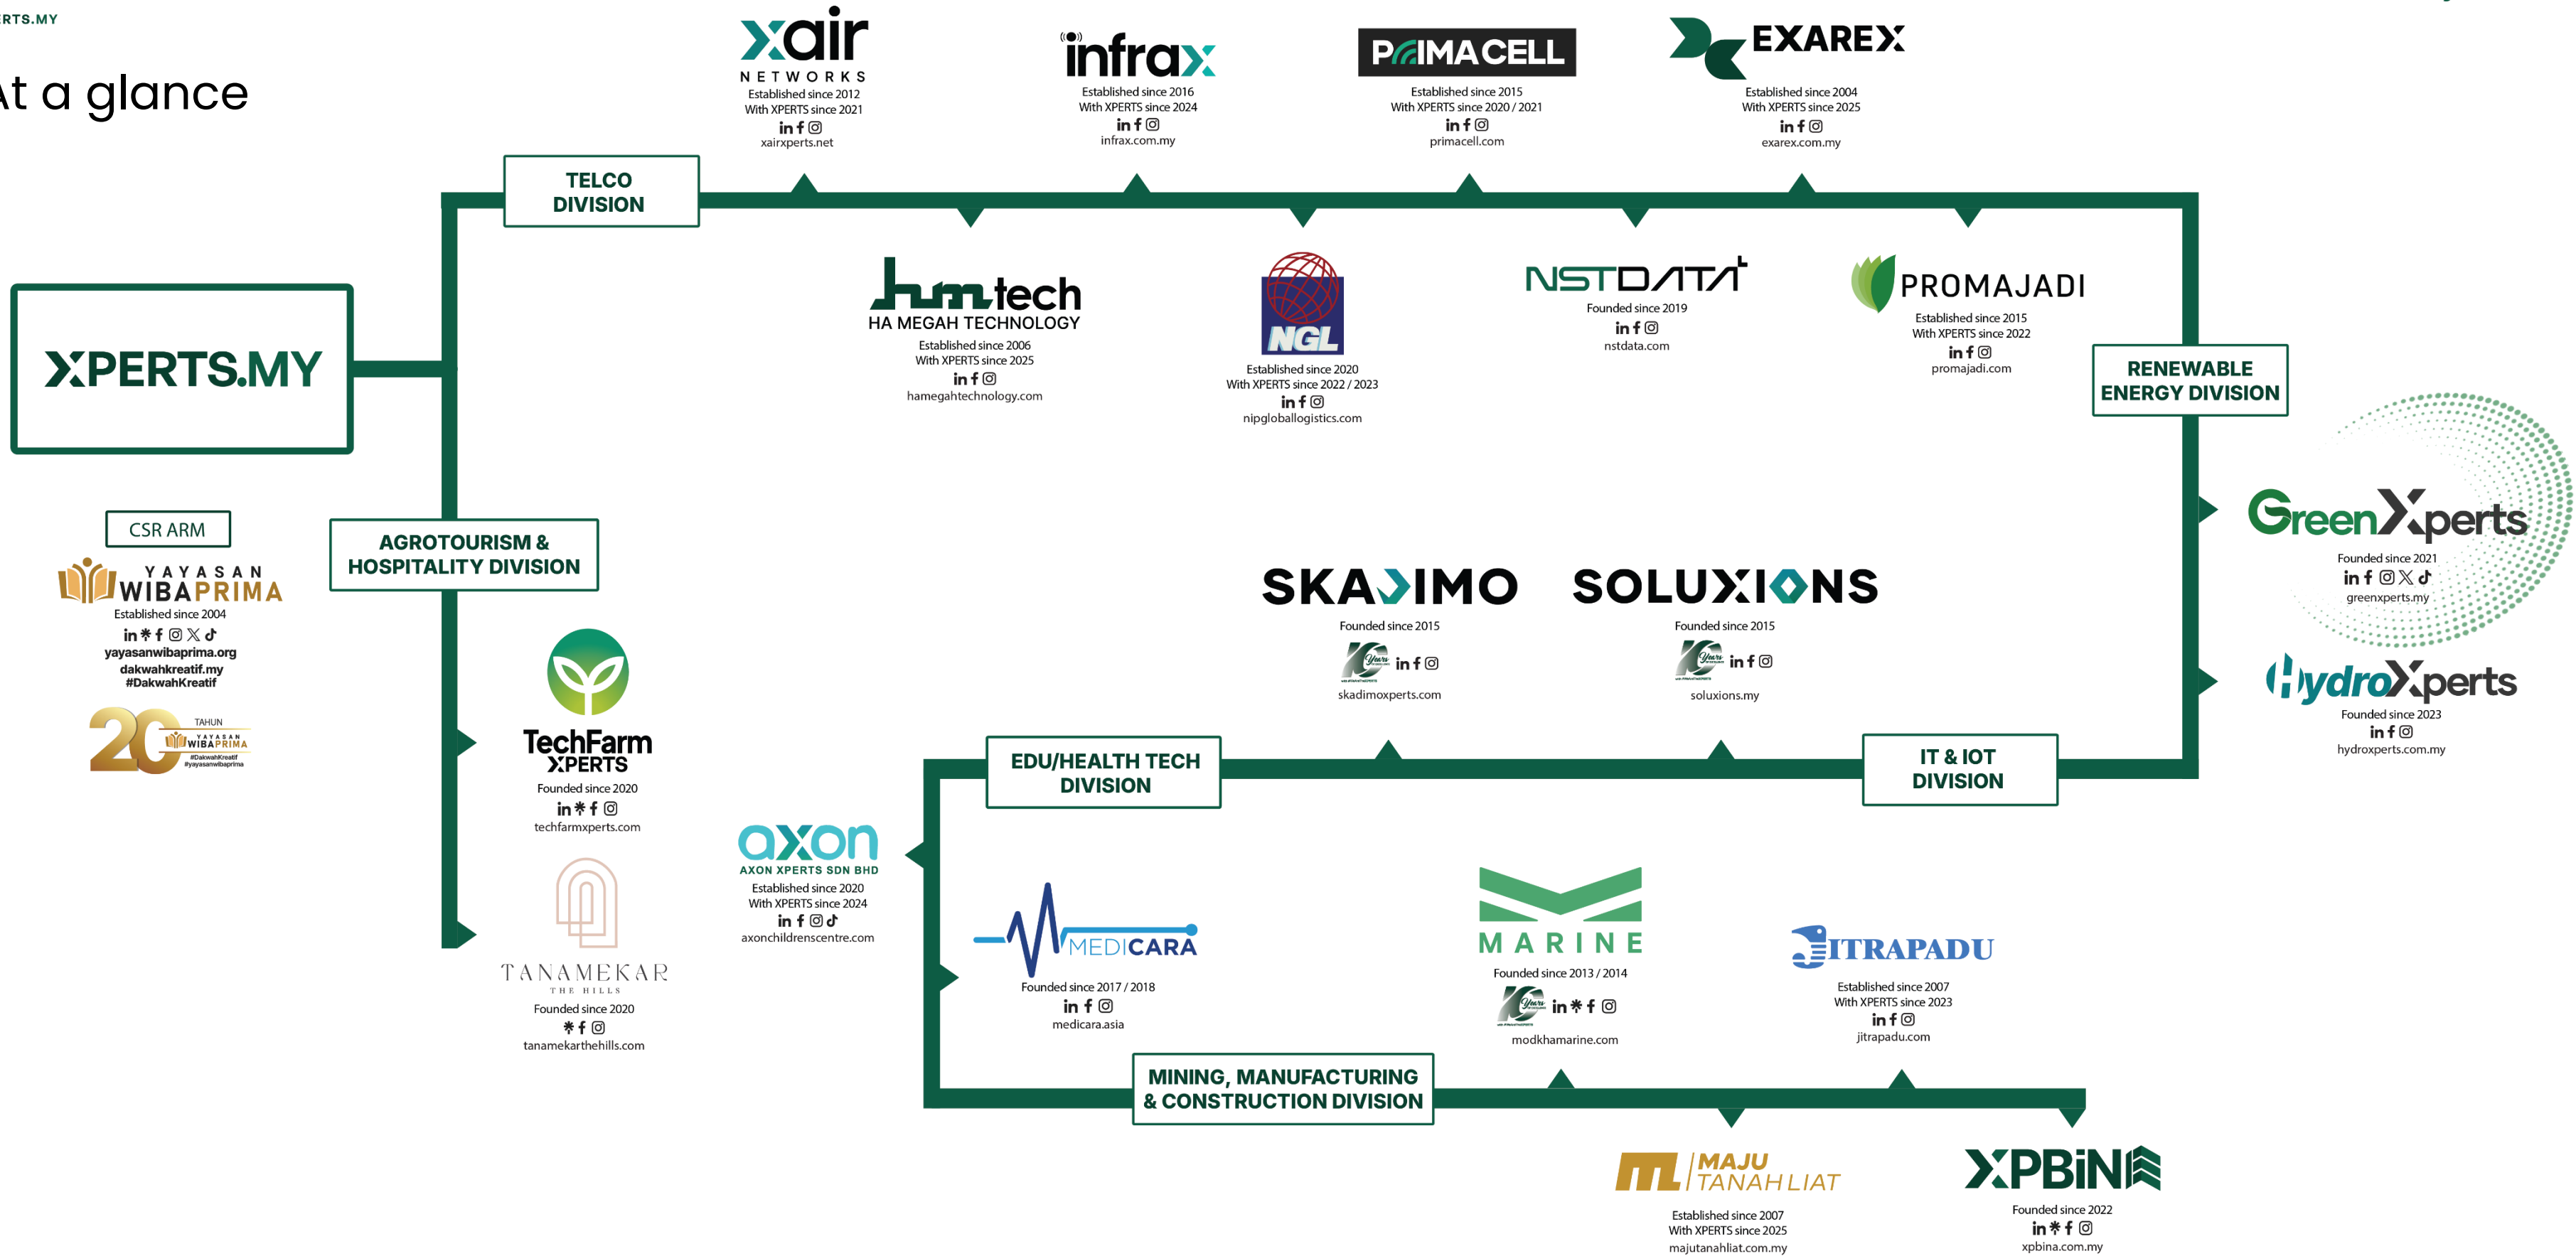 ERTS.MY
At a glance
XPERTS.MY
TELCO
DIVISION
xair
NETWORKS
Established since 2012
With XPERTS since 2021
xairxperts.net
infrax
Established since 2016
With XPERTS since 2024
infrax.com.my
PRIMACELL
Established since 2015
With XPERTS since 2020 / 2021
primacell.com
EXAREX
Established since 2004
With XPERTS since 2025
exarex.com.my
hmtech
HA MEGAH TECHNOLOGY
Established since 2006
With XPERTS since 2025
hamegahtechnology.com
NGL
Established since 2020
With XPERTS since 2022 / 2023
nipgloballogistics.com
NSTDATA
Founded since 2019
nstdata.com
PROMAJADI
Established since 2015
With XPERTS since 2022
promajadi.com
RENEWABLE
ENERGY DIVISION
GreenXperts
Founded since 2021
greenxperts.my
HydroXperts
Founded since 2023
hydroxperts.com.my
IT & IOT
DIVISION
SKADIMO
Founded since 2015
10 Years
skadimoxperts.com
SOLUXIONS
Founded since 2015
10 Years
soluxions.my
EDU/HEALTH TECH
DIVISION
axon
AXON XPERTS SDN BHD
Established since 2020
With XPERTS since 2024
axonchildrenscentre.com
MEDICARA
Founded since 2017 / 2018
medicara.asia
MINING, MANUFACTURING
& CONSTRUCTION DIVISION
MARINE
Founded since 2013 / 2014
10 Years
modkhamarine.com
JITRAPADU
Established since 2007
With XPERTS since 2023
jitrapadu.com
MAJU
TANAH LIAT
Established since 2007
With XPERTS since 2025
majutanahliat.com.my
XPBiNA
Founded since 2022
xpbina.com.my
AGROTOURISM &
HOSPITALITY DIVISION
TechFarm
XPERTS
Founded since 2020
techfarmxperts.com
TANAMEKAR
THE HILLS
Founded since 2020
tanamekarthehills.com
CSR ARM
YAYASAN
WIBAPRIMA
Established since 2004
yayasanwibaprima.org
dakwahkreatif.my
#DakwahKreatif
20
TAHUN
YAYASAN
WIBAPRIMA
#DakwahKreatif
#yayasanwibaprima